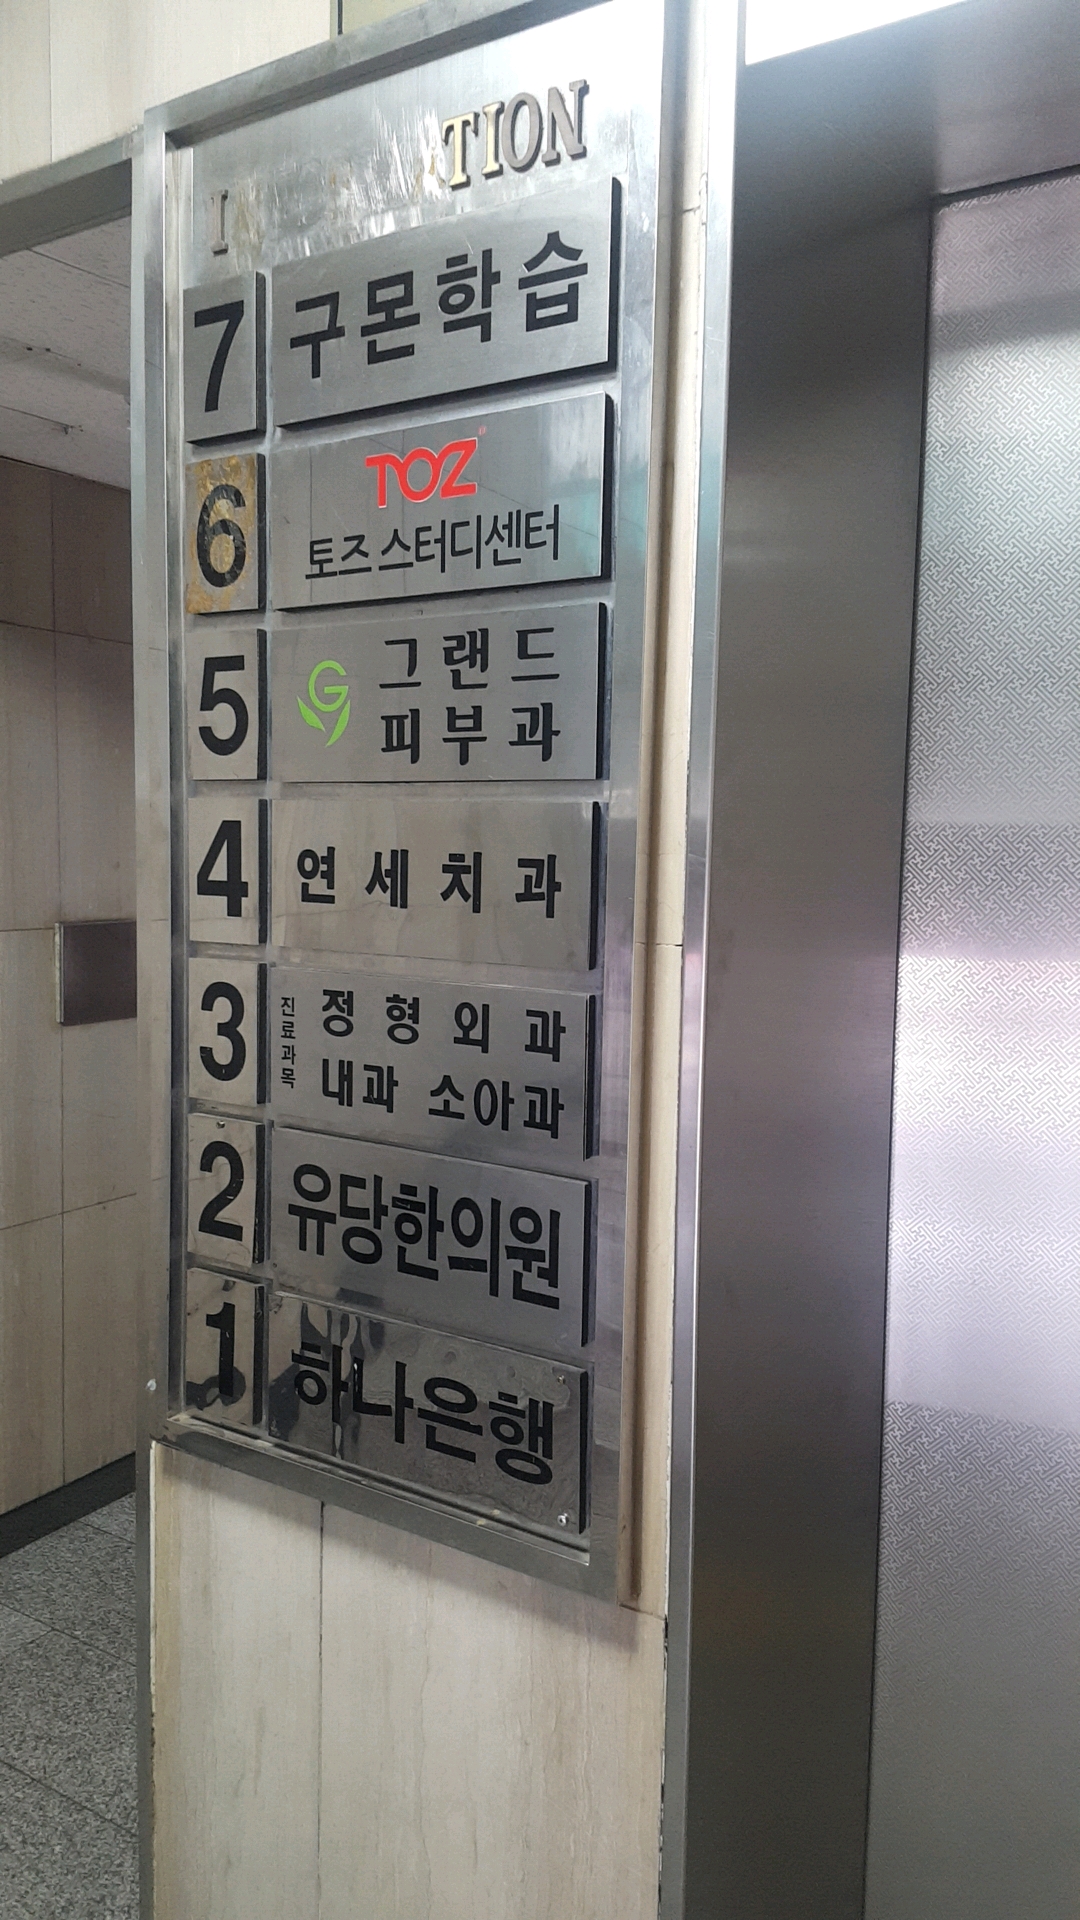 I TION
7 구몬학습
6 TOZ
토즈 스터디센터
5 G 그랜드
피부과
4 연세치과
3 진료과목 정형외과
내과 소아과
2 유당한의원
1 하나은행